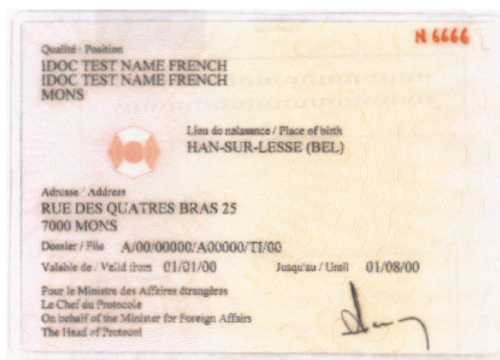 N 6666
Qualité / Position
IDOC TEST NAME FRENCH
IDOC TEST NAME FRENCH
MONS
Lieu de naissance / Place of birth
HAN-SUR-LESSE (BEL)
Adresse / Address
RUE DES QUATRES BRAS 25
7000 MONS
Dossier / File A/00/00000/A00000/TI/00
Valable de / Valid from 01/01/00 Jusqu'au / Until 01/08/00
Pour le Ministre des Affaires étrangères
Le Chef du Protocole
On behalf of the Minister for Foreign Affairs
The Head of Protocol